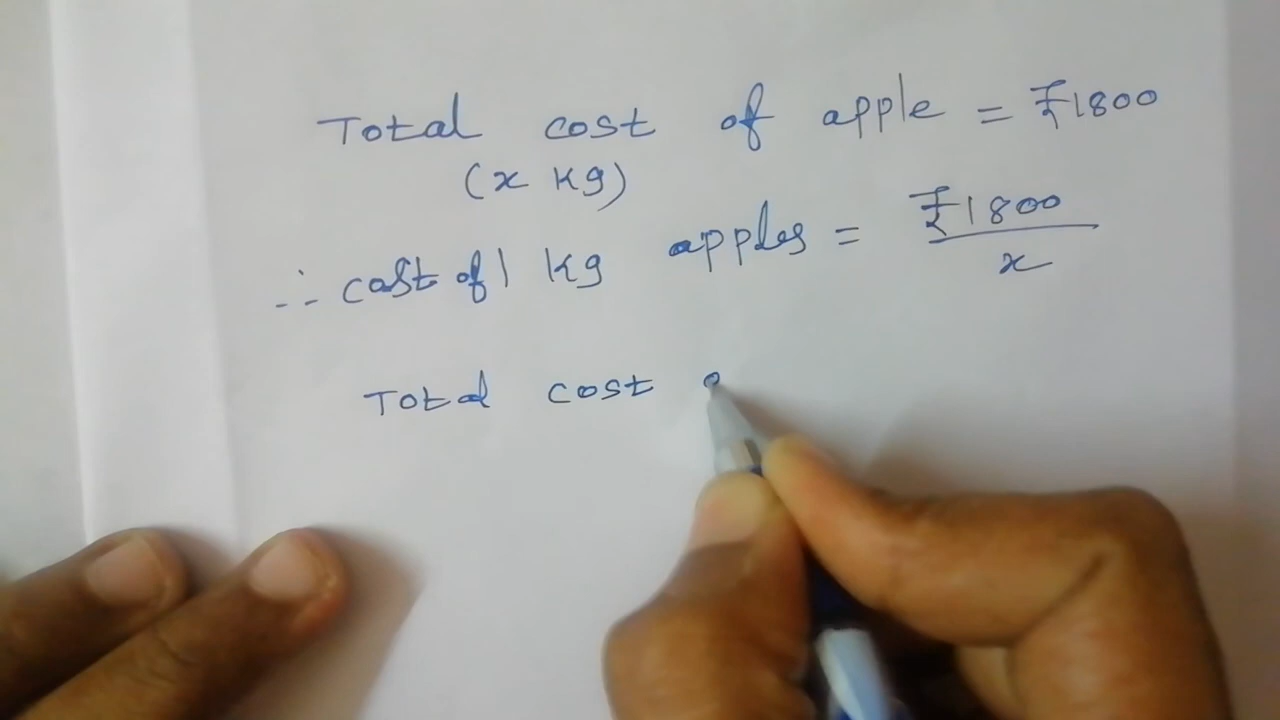 Total cost of apple = ₹1800
(x kg)
∴ cost of 1 kg apples = ₹1800/x
Total cost o